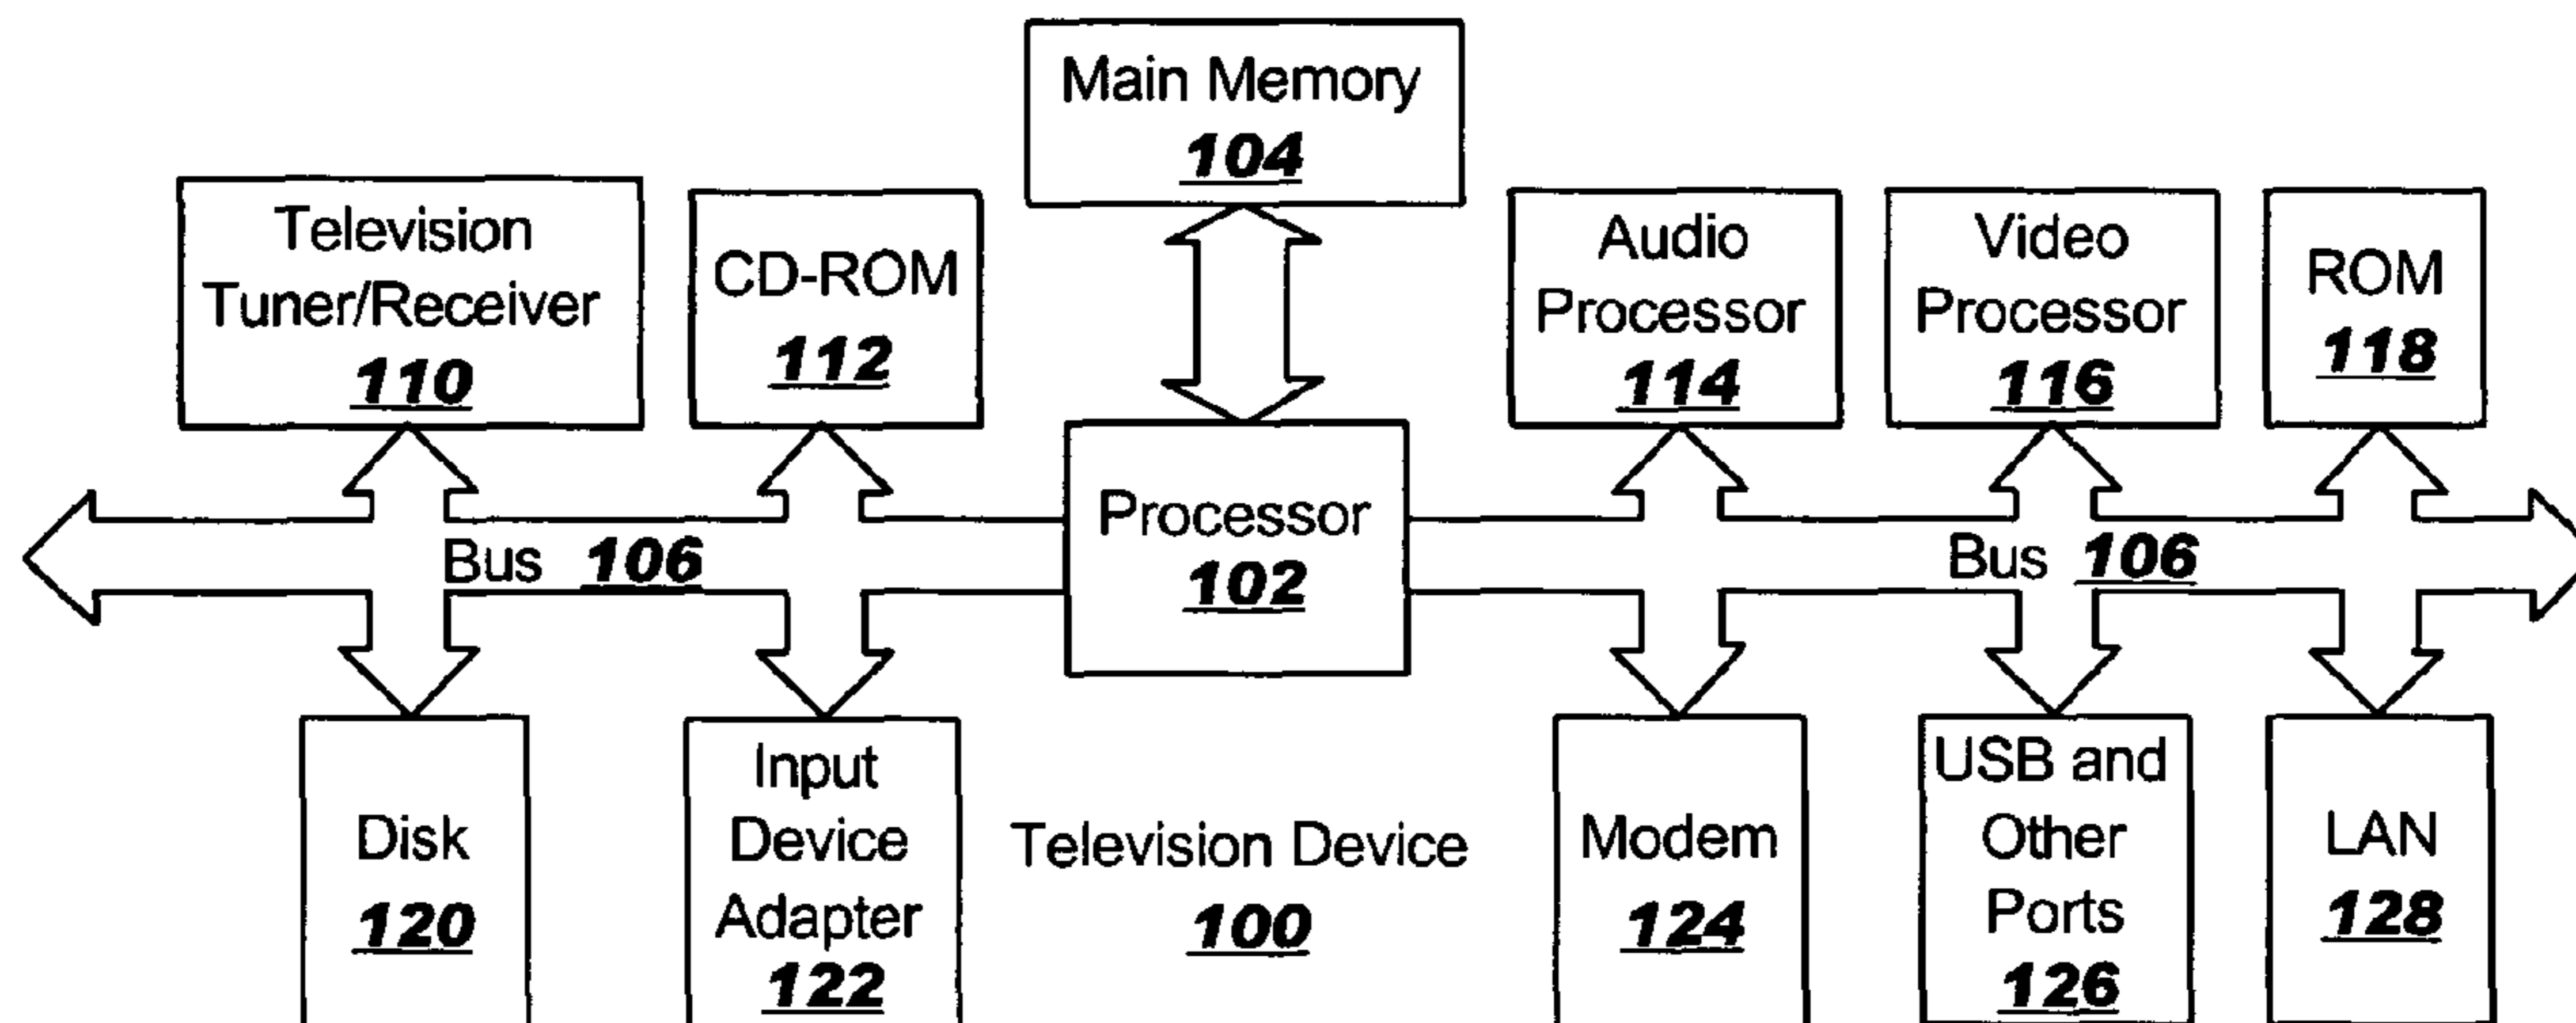 Main Memory
104
Television
Tuner/Receiver
110
CD-ROM
112
Audio
Processor
114
Video
Processor
116
ROM
118
Processor
102
Bus 106
Bus 106
Disk
120
Input
Device
Adapter
122
Television Device
100
Modem
124
USB and
Other
Ports
126
LAN
128